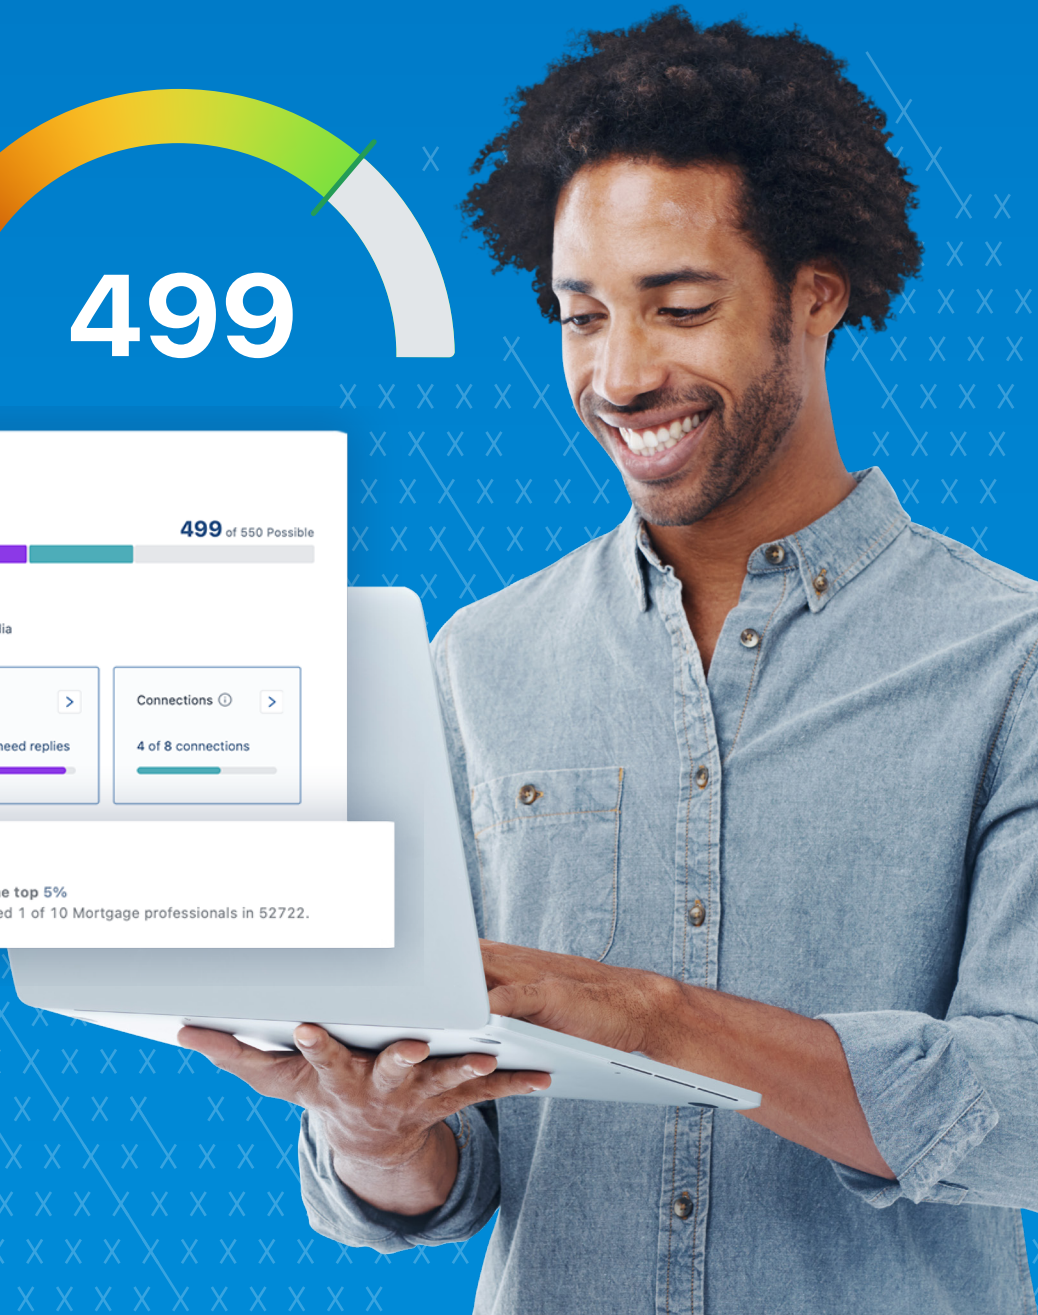 499
499 of 550 Possible
lia
Connections
need replies
4 of 8 connections
e top 5%
ed 1 of 10 Mortgage professionals in 52722.